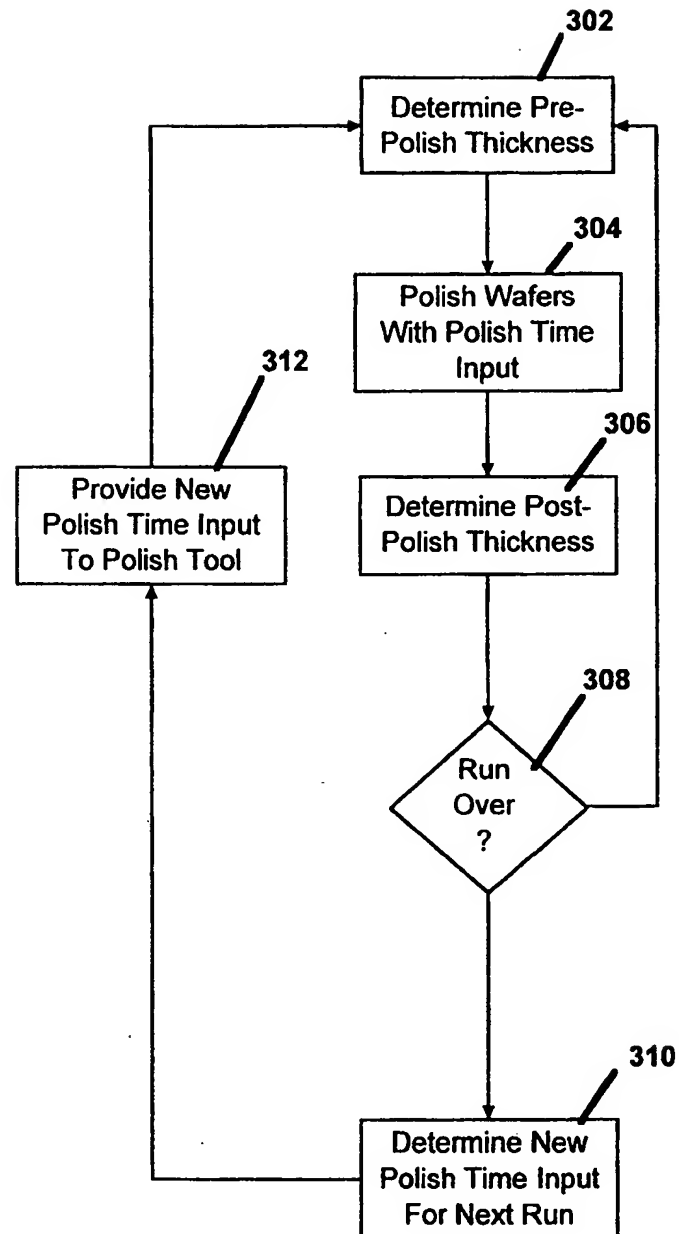 302
Determine Pre-
Polish Thickness
304
Polish Wafers
With Polish Time
Input
312
306
Provide New
Polish Time Input
To Polish Tool
Determine Post-
Polish Thickness
308
Run
Over
?
310
Determine New
Polish Time Input
For Next Run